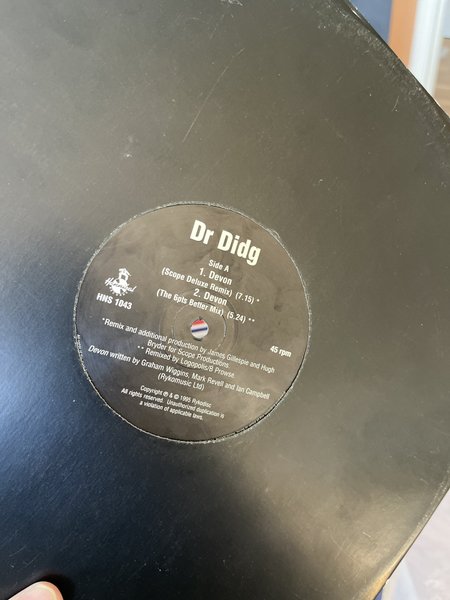 Dr Didg
Side A
1. Devon
(Scope Deluxe Remix) (7.15) *
2. Devon
(The 6pls Better Mix) (5.24) **
HNS 1043
45 rpm
*Remix and additional production by James Gillespie and Hugh
Bryder for Scope Productions.
** Remixed by Logopolis/B Prowse.
Devon written by Graham Wiggins, Mark Revell and Ian Campbell
(Rykomusic Ltd)
Copyright ℗ & © 1995 Rykodisc
All rights reserved. Unauthorized duplication is
a violation of applicable laws.